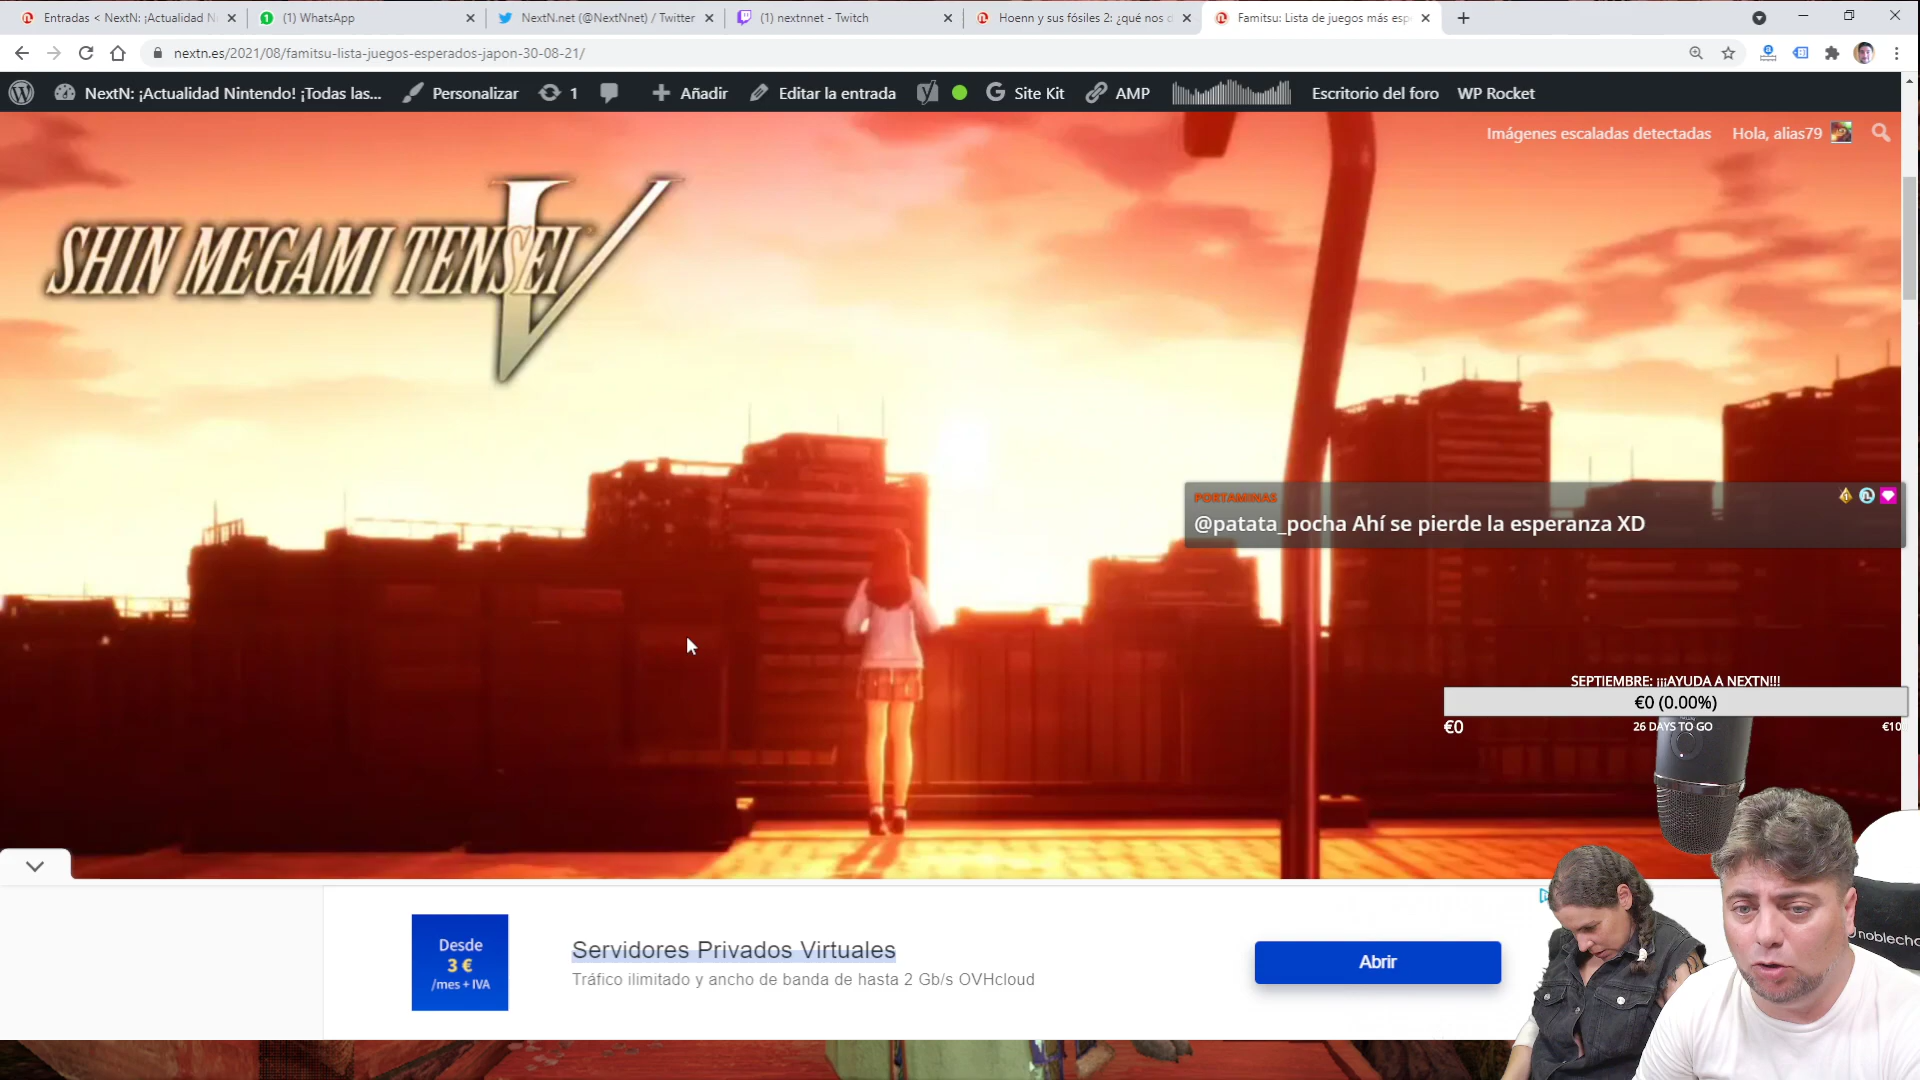 Entradas < NextN: ¡Actualidad N
(1) WhatsApp
NextN.net (@NextNnet) / Twitter
(1) nextnnet - Twitch
Hoenn y sus fósiles 2: ¿qué nos d
Famitsu: Lista de juegos más esp
nextn.es/2021/08/famitsu-lista-juegos-esperados-japon-30-08-21/
NextN: ¡Actualidad Nintendo! ¡Todas las...
Personalizar
1
Añadir
Editar la entrada
Site Kit
AMP
Escritorio del foro
WP Rocket
Imágenes escaladas detectadas
Hola, alias79
SHIN MEGAMI TENSEI V
PORTAMINAS
@patata_pocha Ahí se pierde la esperanza XD
SEPTIEMBRE: ¡¡¡AYUDA A NEXTN!!!
€0 (0.00%)
€0
26 DAYS TO GO
€10
Desde
3 €
/mes + IVA
Servidores Privados Virtuales
Tráfico ilimitado y ancho de banda de hasta 2 Gb/s OVHcloud
Abrir
noblecha